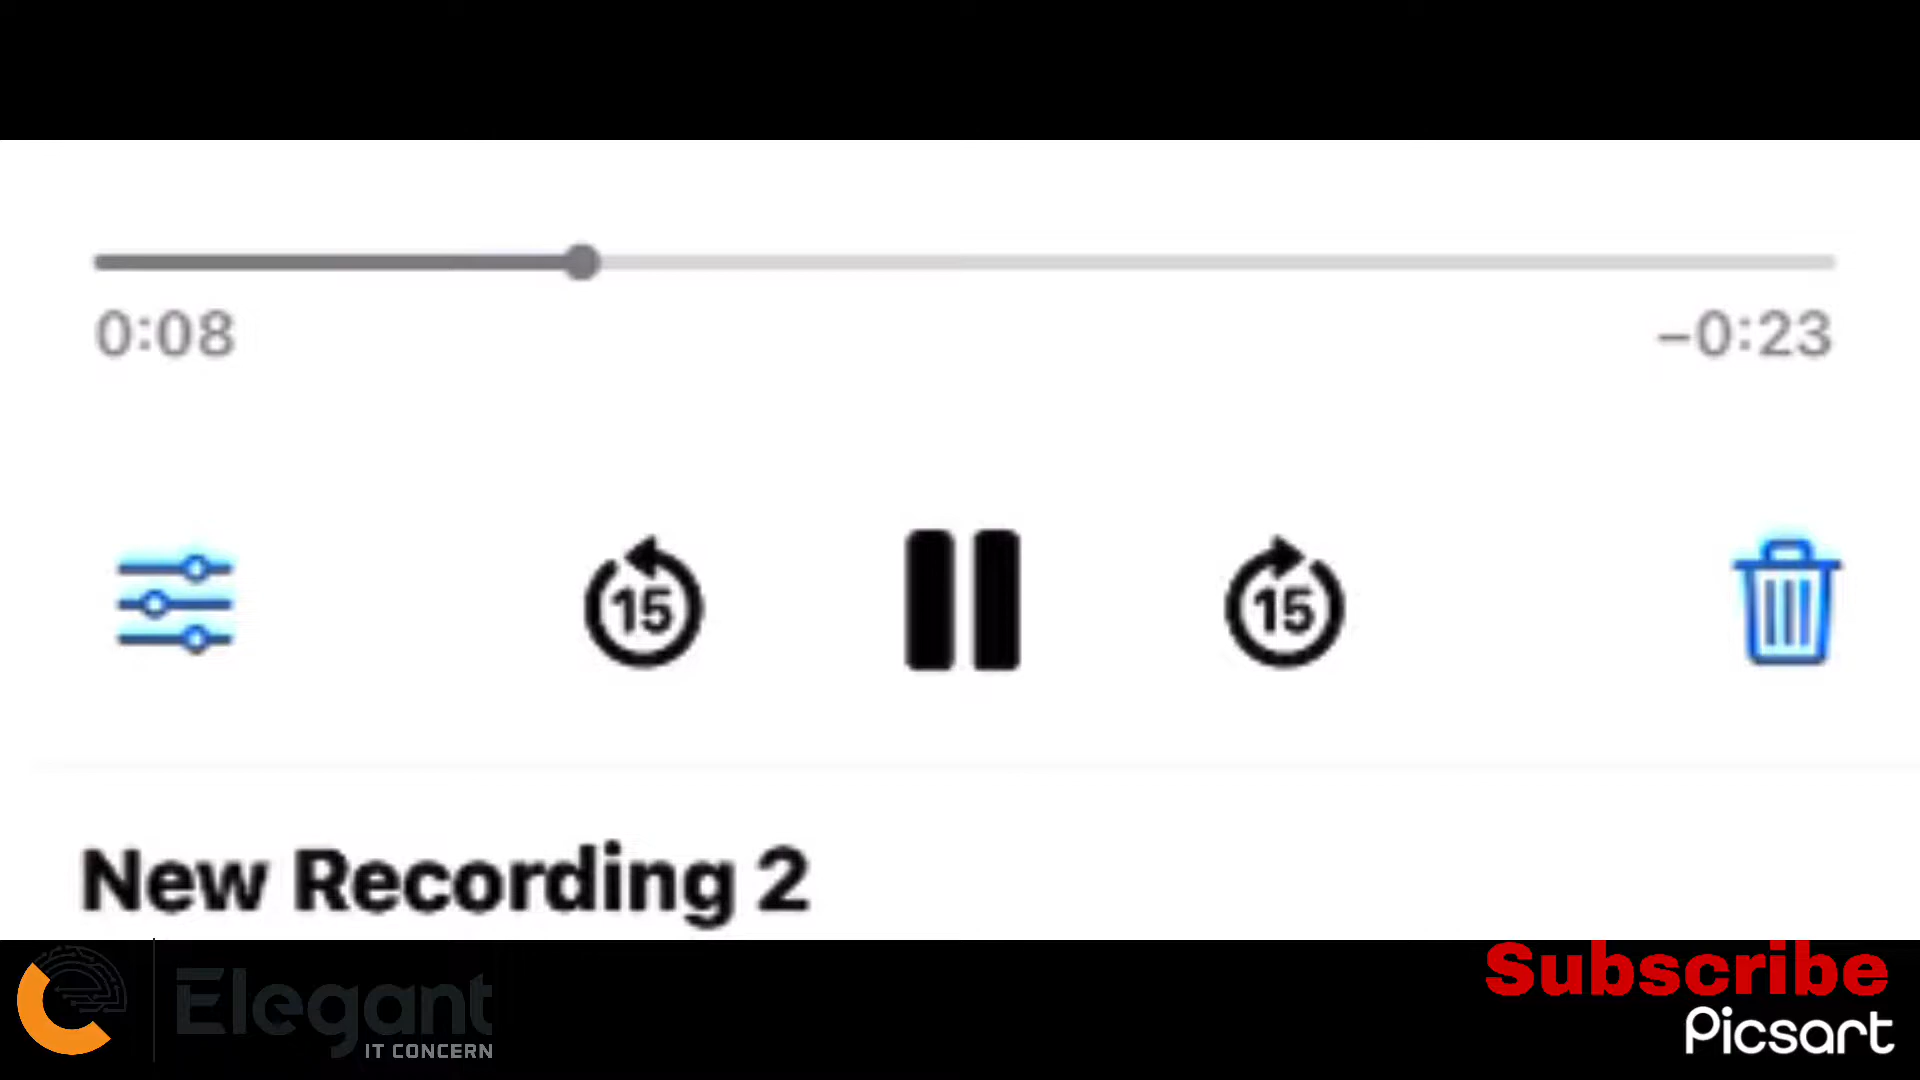 0:08
−0:23
15
15
New Recording 2
Elegant
IT CONCERN
Subscribe
Picsart